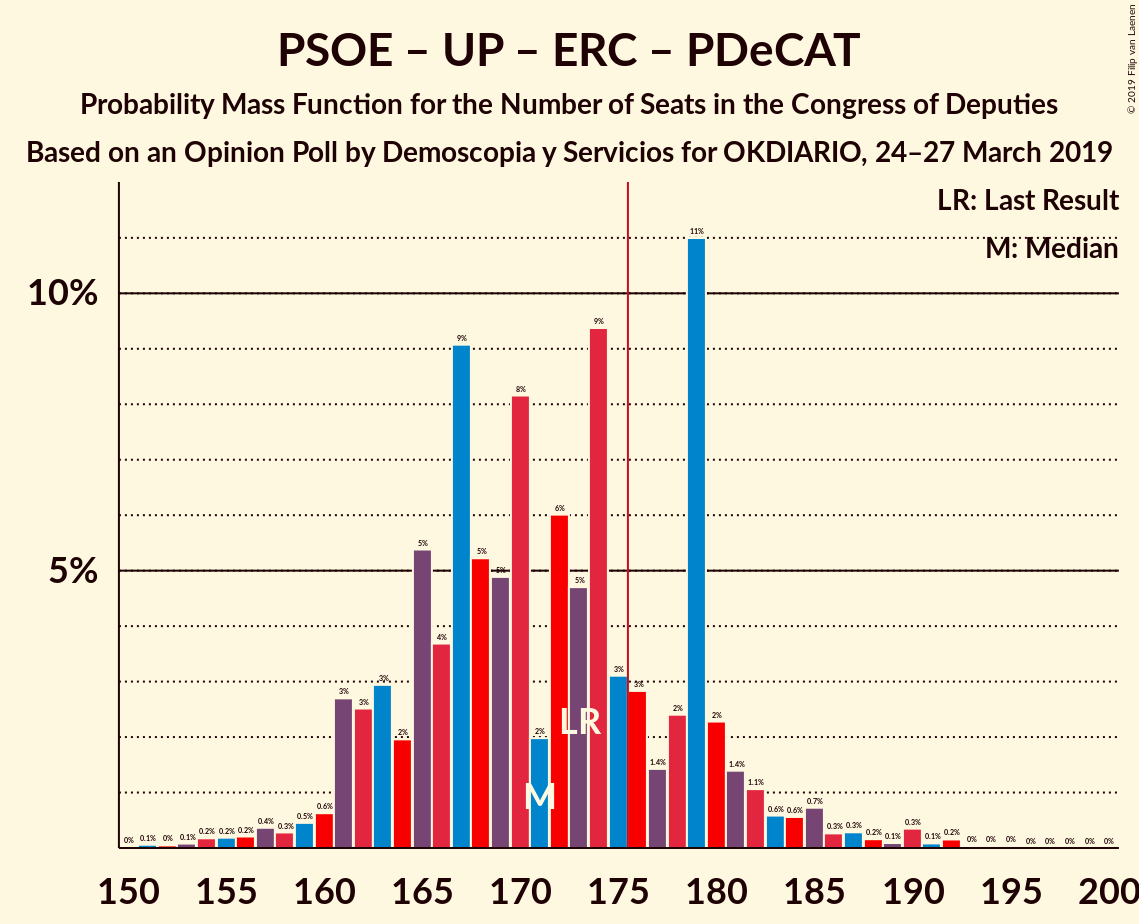 PSOE – UP – ERC – PDeCAT
Probability Mass Function for the Number of Seats in the Congress of Deputies
Based on an Opinion Poll by Demoscopia y Servicios for OKDIARIO, 24–27 March 2019
© 2019 Filip van Laenen
LR: Last Result
M: Median
10%
5%
0% 0.1% 0% 0.1% 0.2% 0.2% 0.2% 0.4% 0.3% 0.5% 0.6% 3% 3% 3% 2% 5% 4% 9% 5% 5% 8% 2% 6% 5% 9% 3% 3% 1.4% 2% 11% 2% 1.4% 1.1% 0.6% 0.6% 0.7% 0.3% 0.3% 0.2% 0.1% 0.3% 0.1% 0.2% 0% 0% 0% 0% 0% 0% 0% 0%
LR
M
150 155 160 165 170 175 180 185 190 195 200